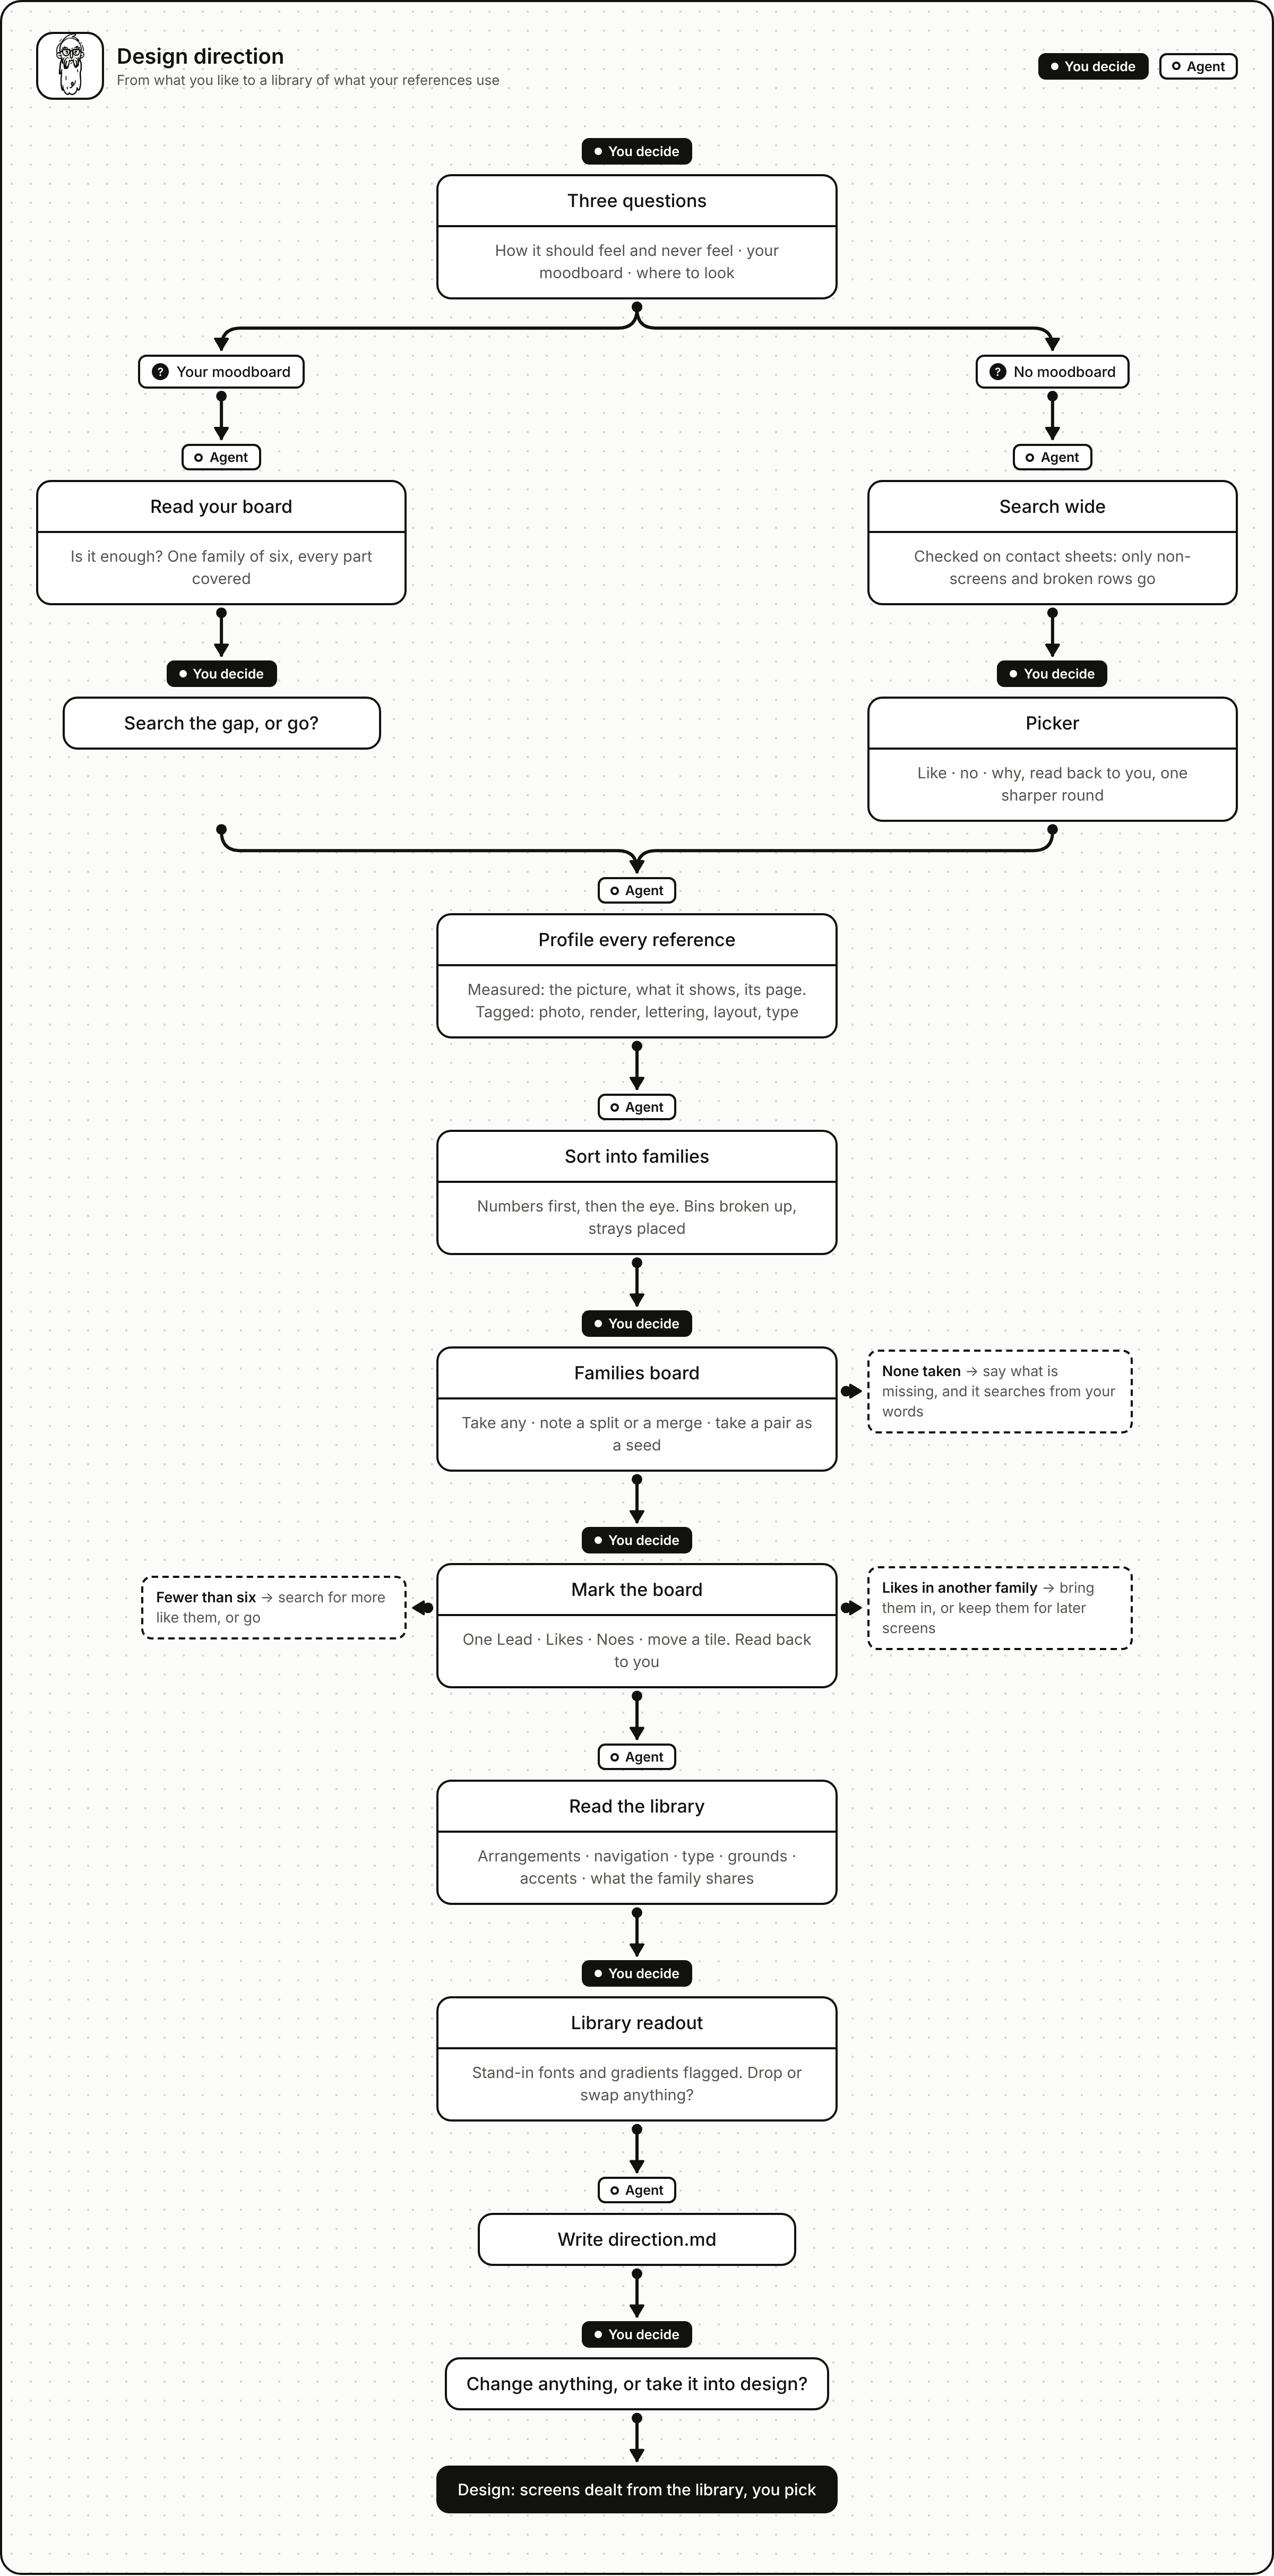 Design direction
From what you like to a library of what your references use
You decide
Agent
You decide
Three questions
How it should feel and never feel · your
moodboard · where to look
? Your moodboard
? No moodboard
Agent
Agent
Read your board
Search wide
Is it enough? One family of six, every part
covered
Checked on contact sheets: only non-
screens and broken rows go
You decide
You decide
Search the gap, or go?
Picker
Like · no · why, read back to you, one
sharper round
Agent
Profile every reference
Measured: the picture, what it shows, its page.
Tagged: photo, render, lettering, layout, type
Agent
Sort into families
Numbers first, then the eye. Bins broken up,
strays placed
You decide
Families board
Take any · note a split or a merge · take a pair as
a seed
None taken → say what is
missing, and it searches from your
words
You decide
Fewer than six → search for more
like them, or go
Mark the board
One Lead · Likes · Noes · move a tile. Read back
to you
Likes in another family → bring
them in, or keep them for later
screens
Agent
Read the library
Arrangements · navigation · type · grounds ·
accents · what the family shares
You decide
Library readout
Stand-in fonts and gradients flagged. Drop or
swap anything?
Agent
Write direction.md
You decide
Change anything, or take it into design?
Design: screens dealt from the library, you pick